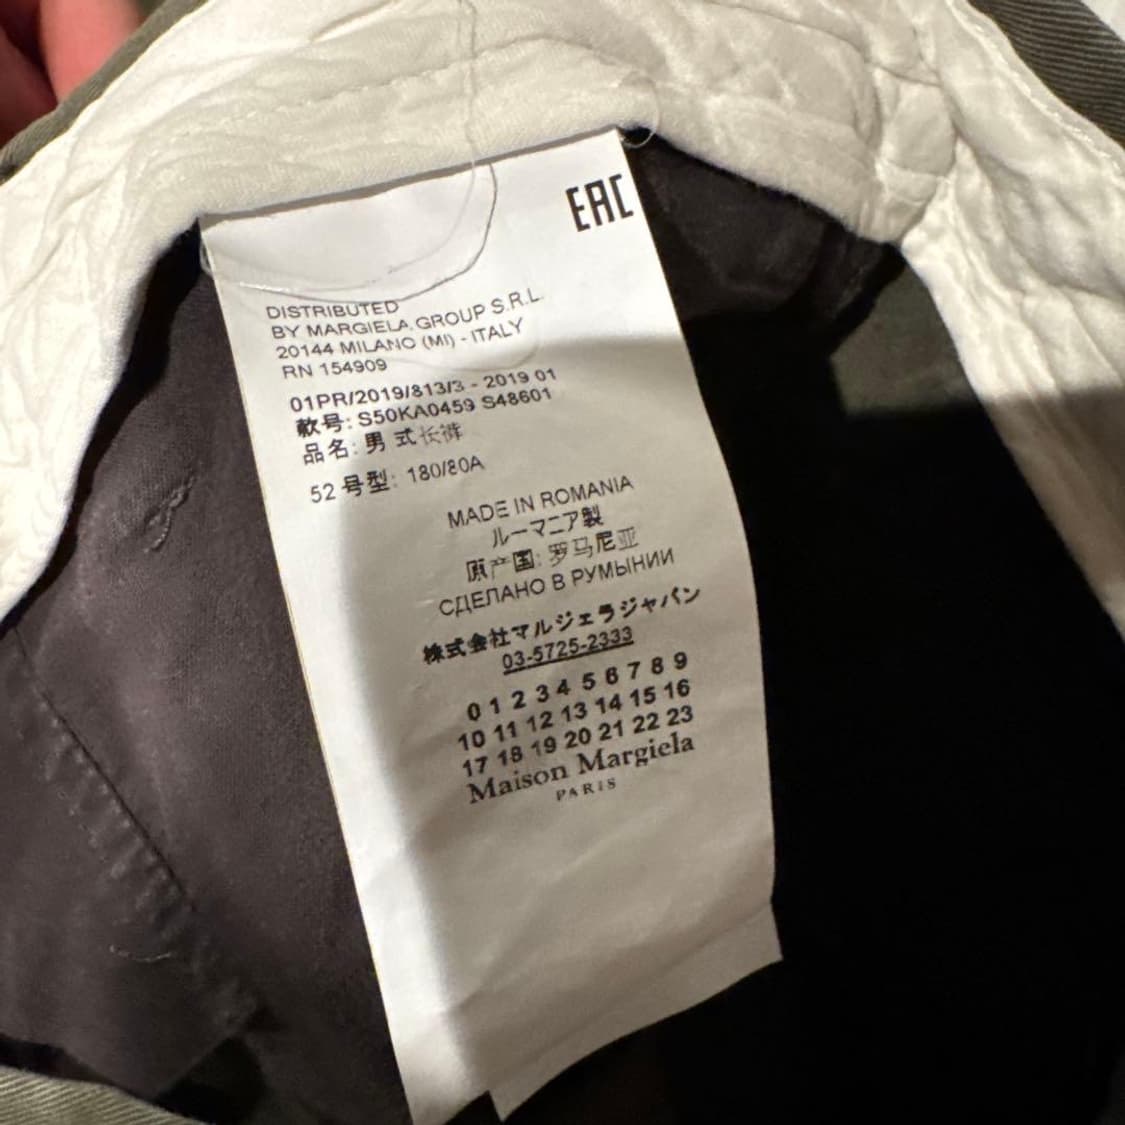 EAC
DISTRIBUTED
BY MARGIELA GROUP S.R.L.
20144 MILANO (MI) - ITALY
RN 154909
01PR/2019/813/3 - 2019 01
款号: S50KA0459 S48601
品名: 男式长裤
52 号型: 180/80A
MADE IN ROMANIA
ルーマニア製
原产国: 罗马尼亚
СДЕЛАНО В РУМЫНИИ
株式会社マルジェラジャパン
03-5725-2333
0 1 2 3 4 5 6 7 8 9
10 11 12 13 14 15 16
17 18 19 20 21 22 23
Maison Margiela
PARIS